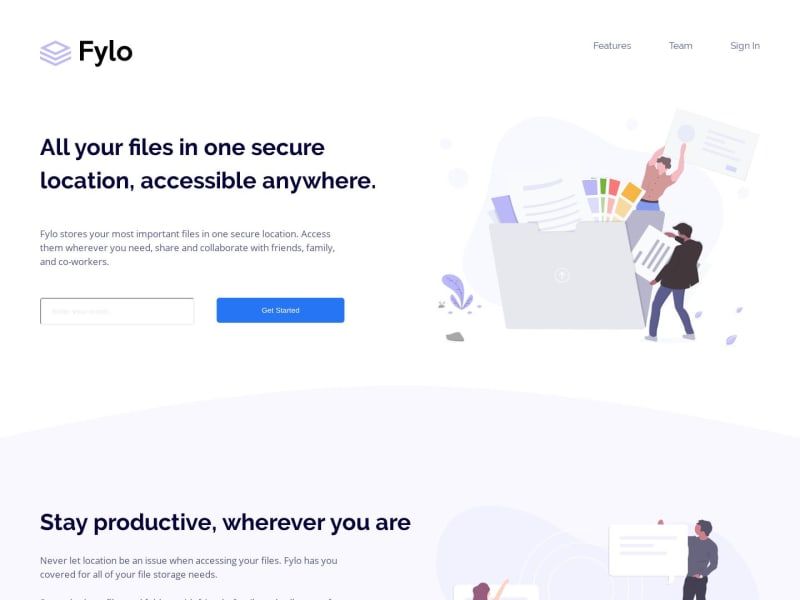 Fylo
Features
Team
Sign In
All your files in one secure
location, accessible anywhere.
Fylo stores your most important files in one secure location. Access
them wherever you need, share and collaborate with friends, family,
and co-workers.
Get Started
Stay productive, wherever you are
Never let location be an issue when accessing your files. Fylo has you
covered for all of your file storage needs.